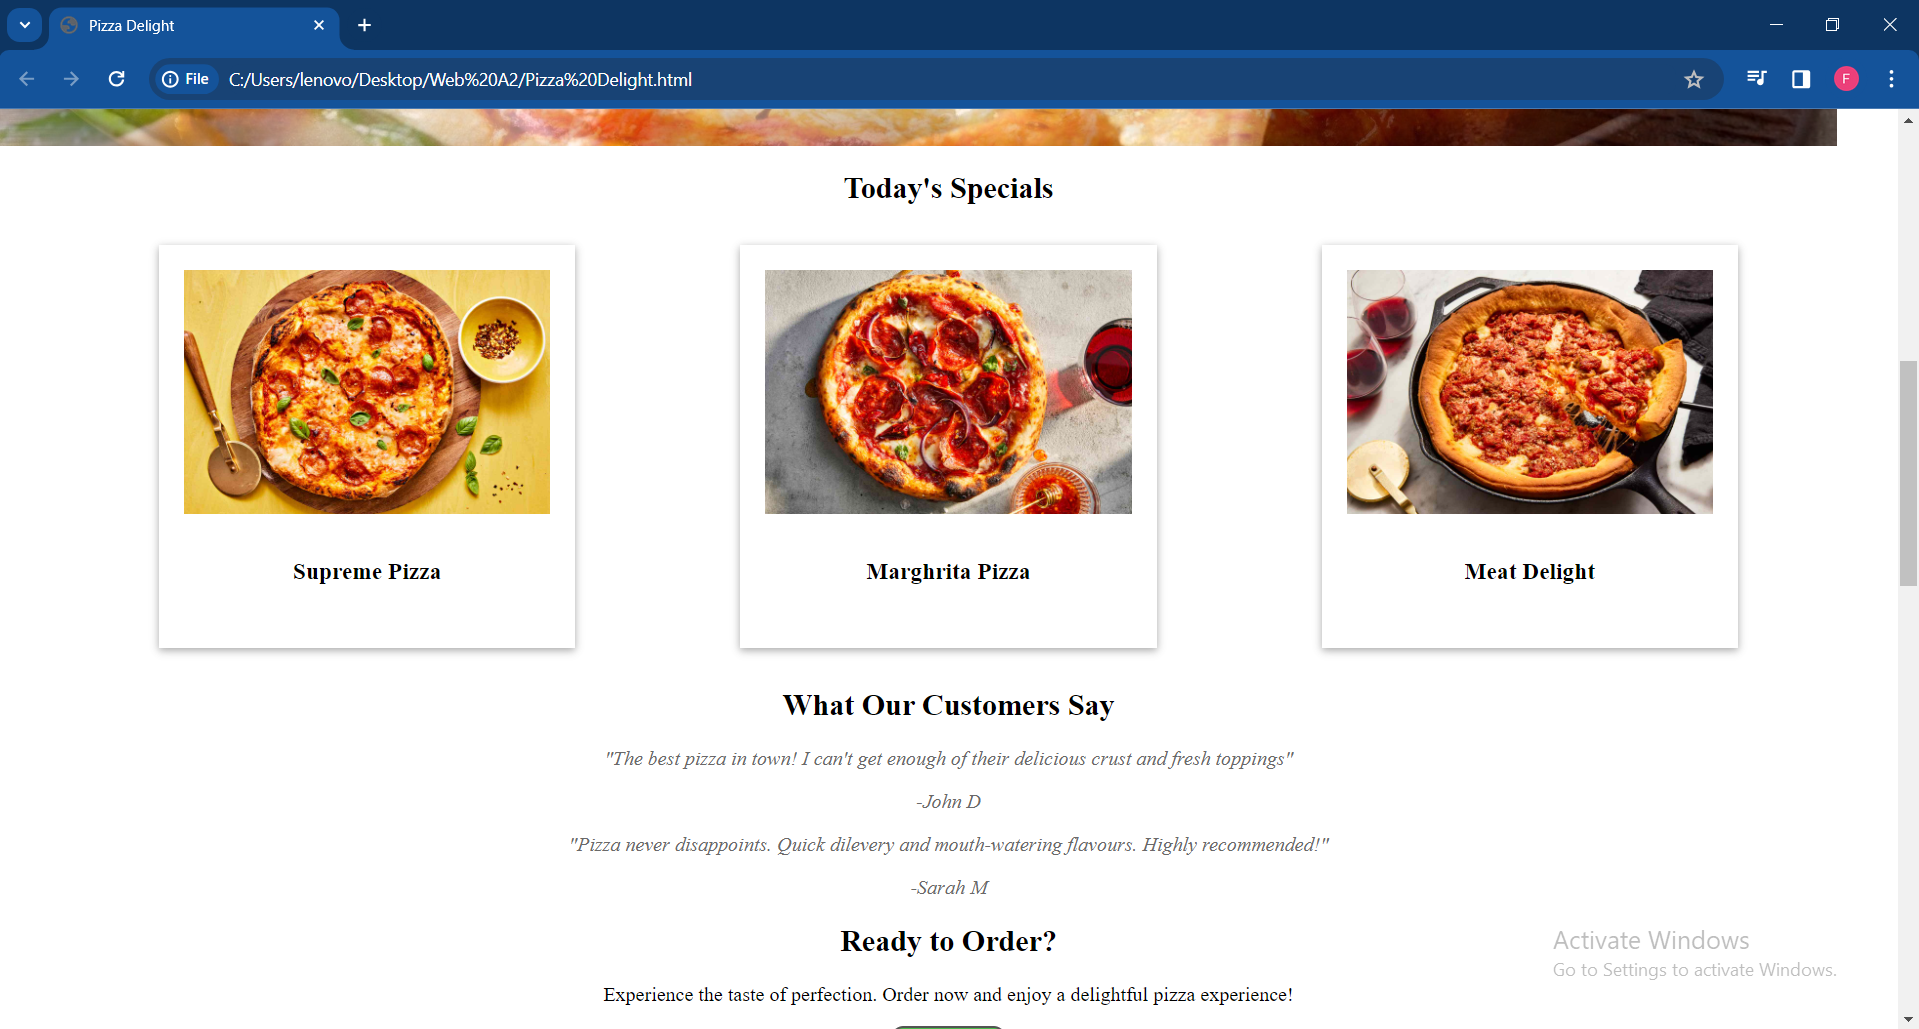 Pizza Delight
File C:/Users/lenovo/Desktop/Web%20A2/Pizza%20Delight.html
F
Today's Specials
Supreme Pizza
Marghrita Pizza
Meat Delight
What Our Customers Say
"The best pizza in town! I can't get enough of their delicious crust and fresh toppings"
-John D
"Pizza never disappoints. Quick dilevery and mouth-watering flavours. Highly recommended!"
-Sarah M
Ready to Order?
Experience the taste of perfection. Order now and enjoy a delightful pizza experience!
Activate Windows
Go to Settings to activate Windows.